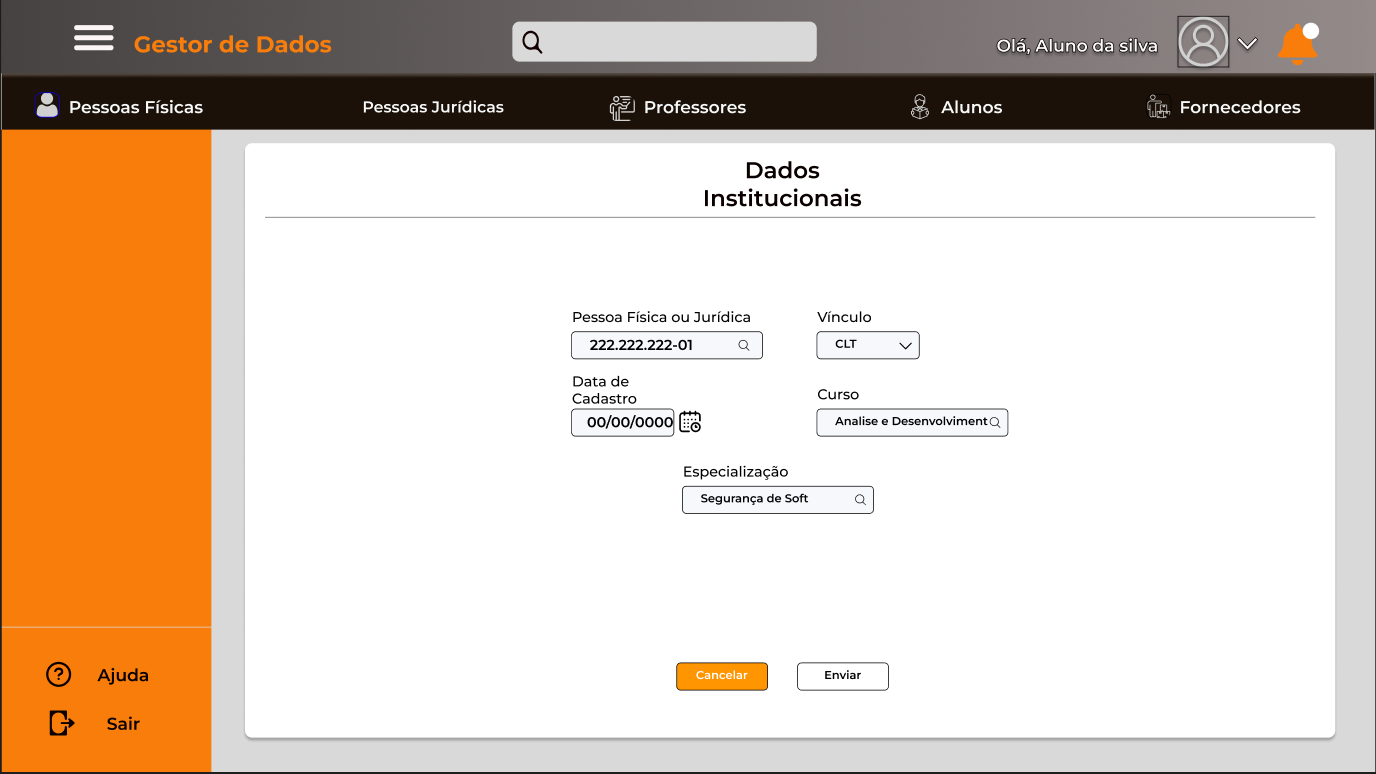 Gestor de Dados
Olá, Aluno da silva
Pessoas Físicas
Pessoas Jurídicas
Professores
Alunos
Fornecedores
Dados
Institucionais
Pessoa Física ou Jurídica
Vínculo
222.222.222-01
CLT
Data de
Cadastro
Curso
00/00/0000
Analise e Desenvolviment
Especialização
Segurança de Soft
Cancelar
Enviar
Ajuda
Sair